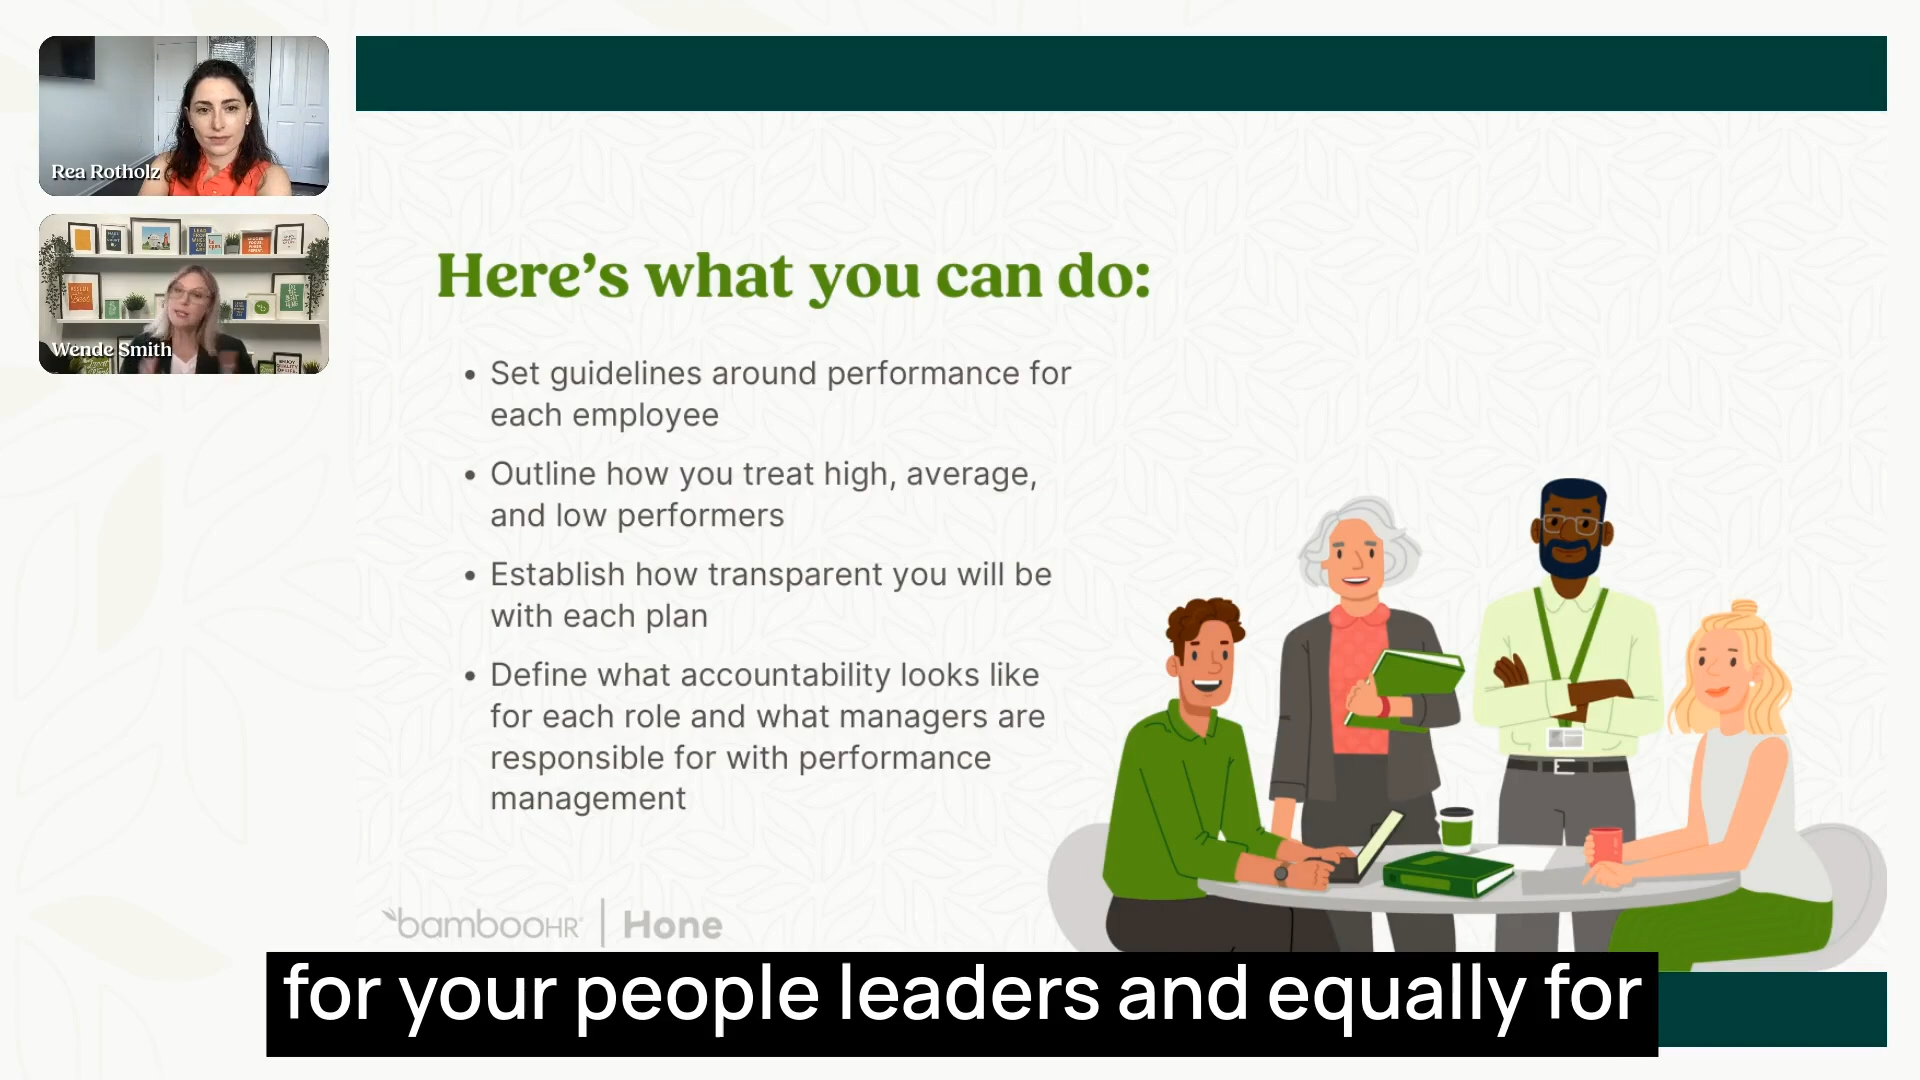 Rea Rotholz
Wende Smith
Here’s what you can do:
• Set guidelines around performance for
each employee
• Outline how you treat high, average,
and low performers
• Establish how transparent you will be
with each plan
• Define what accountability looks like
for each role and what managers are
responsible for with performance
management
bambooHR | Hone
for your people leaders and equally for